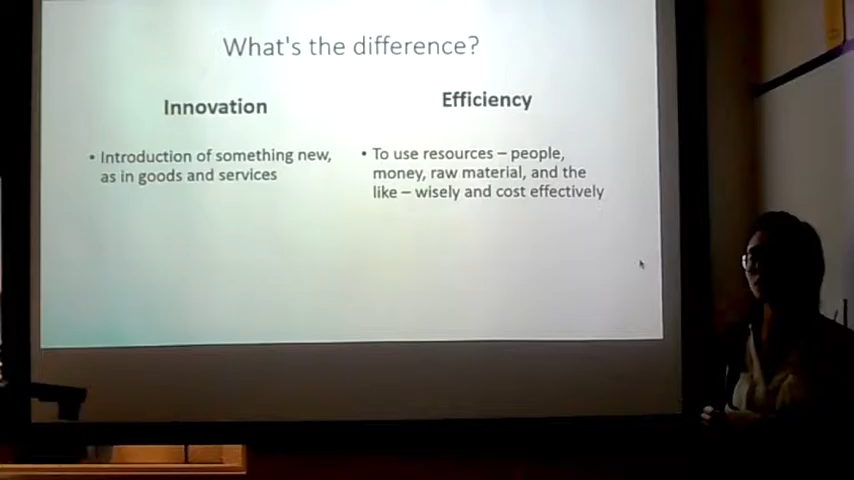 What's the difference?
Innovation
• Introduction of something new,
as in goods and services
Efficiency
• To use resources – people,
money, raw material, and the
like – wisely and cost effectively